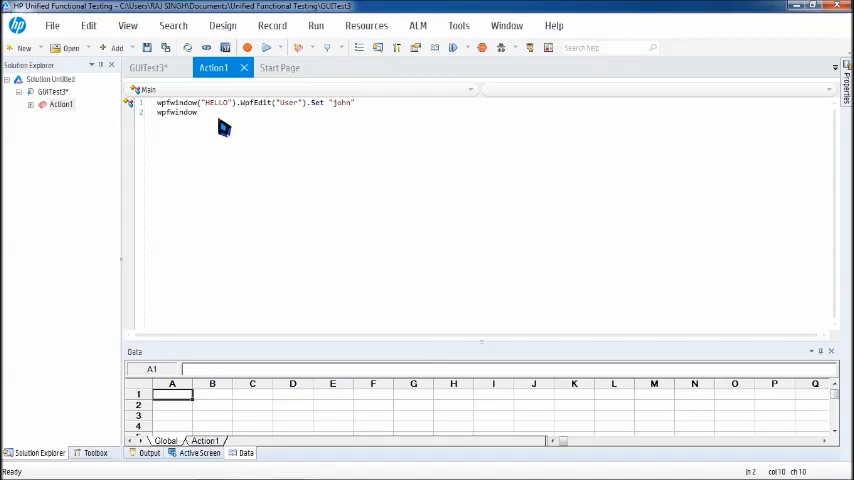 HP Unified Functional Testing - C:\Users\RAJ SINGH\Documents\Unified Functional Testing\GUITest3
File Edit View Search Design Record Run Resources ALM Tools Window Help
New Open Add Search help
Solution Explorer
GUITest3* Action1 Start Page
Solution Untitled
GUITest3*
Action1
Main
1 wpfwindow("HELLO").WpfEdit("User").Set "john"
2 wpfwindow
Properties
Data
A1
A B C D E F G H I J K L M N O P Q
1
2
3
4
Global Action1
Solution Explorer Toolbox Output Active Screen Data
Ready ln 2 col 10 ch 10